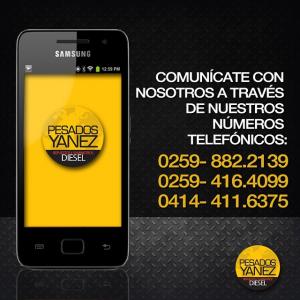 SAMSUNG
12:59 PM
PESADOS
YANEZ
DIESEL
COMUNÍCATE CON
NOSOTROS A TRAVÉS
DE NUESTROS
NÚMEROS
TELEFÓNICOS:
0259- 882.2139
0259- 416.4099
0414- 411.6375
PESADOS
YANEZ
DIESEL